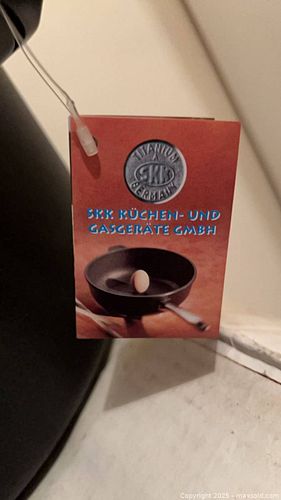 TITANIUM
SKK
GERMANY
SKK KÜCHEN- UND
GASGERÄTE GMBH
Copyright 2025 - maxsold.com